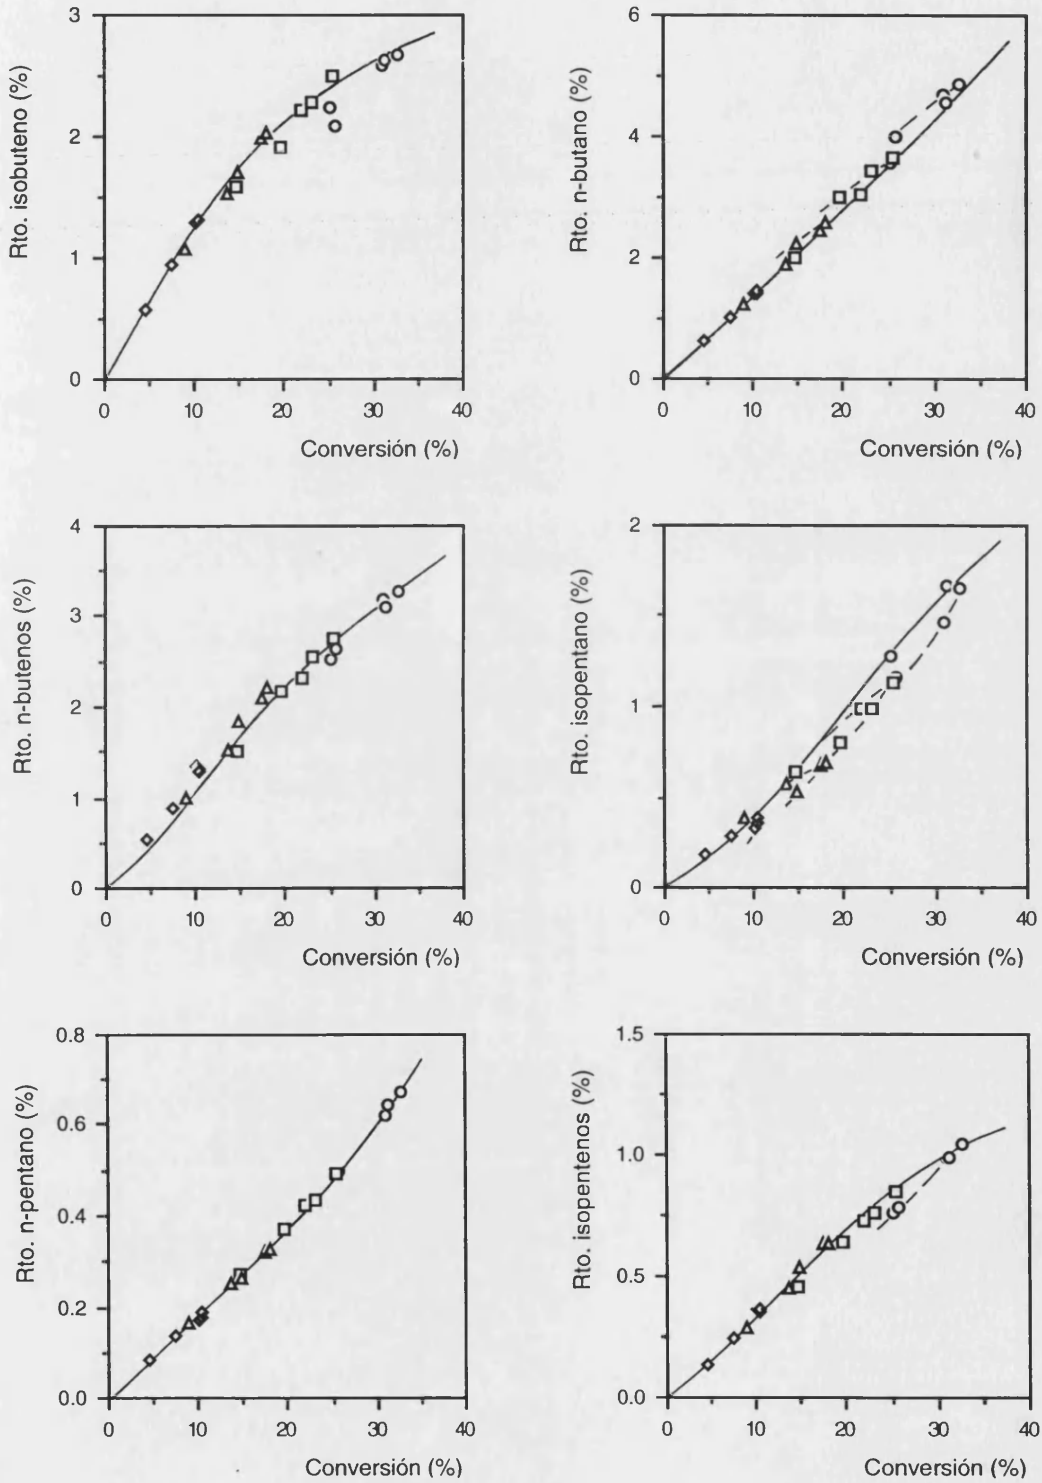 Rto. isobuteno (%)
3
2
1
0
0 10 20 30 40
Conversión (%)
Rto. n-butano (%)
6
4
2
0
0 10 20 30 40
Conversión (%)
Rto. n-butenos (%)
4
3
2
1
0
0 10 20 30 40
Conversión (%)
Rto. isopentano (%)
2
1
0
0 10 20 30 40
Conversión (%)
Rto. n-pentano (%)
0.8
0.6
0.4
0.2
0.0
0 10 20 30 40
Conversión (%)
Rto. isopentenos (%)
1.5
1.0
0.5
0.0
0 10 20 30 40
Conversión (%)